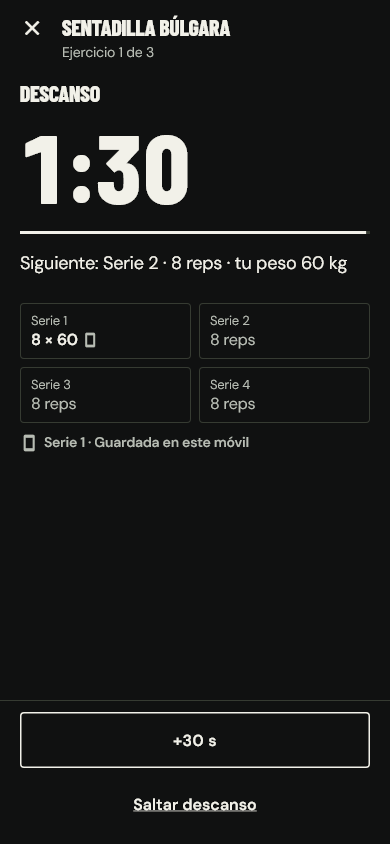 SENTADILLA BÚLGARA
Ejercicio 1 de 3
DESCANSO
1:30
Siguiente: Serie 2 · 8 reps · tu peso 60 kg
Serie 1
8 × 60
Serie 2
8 reps
Serie 3
8 reps
Serie 4
8 reps
Serie 1 · Guardada en este móvil
+30 s
Saltar descanso